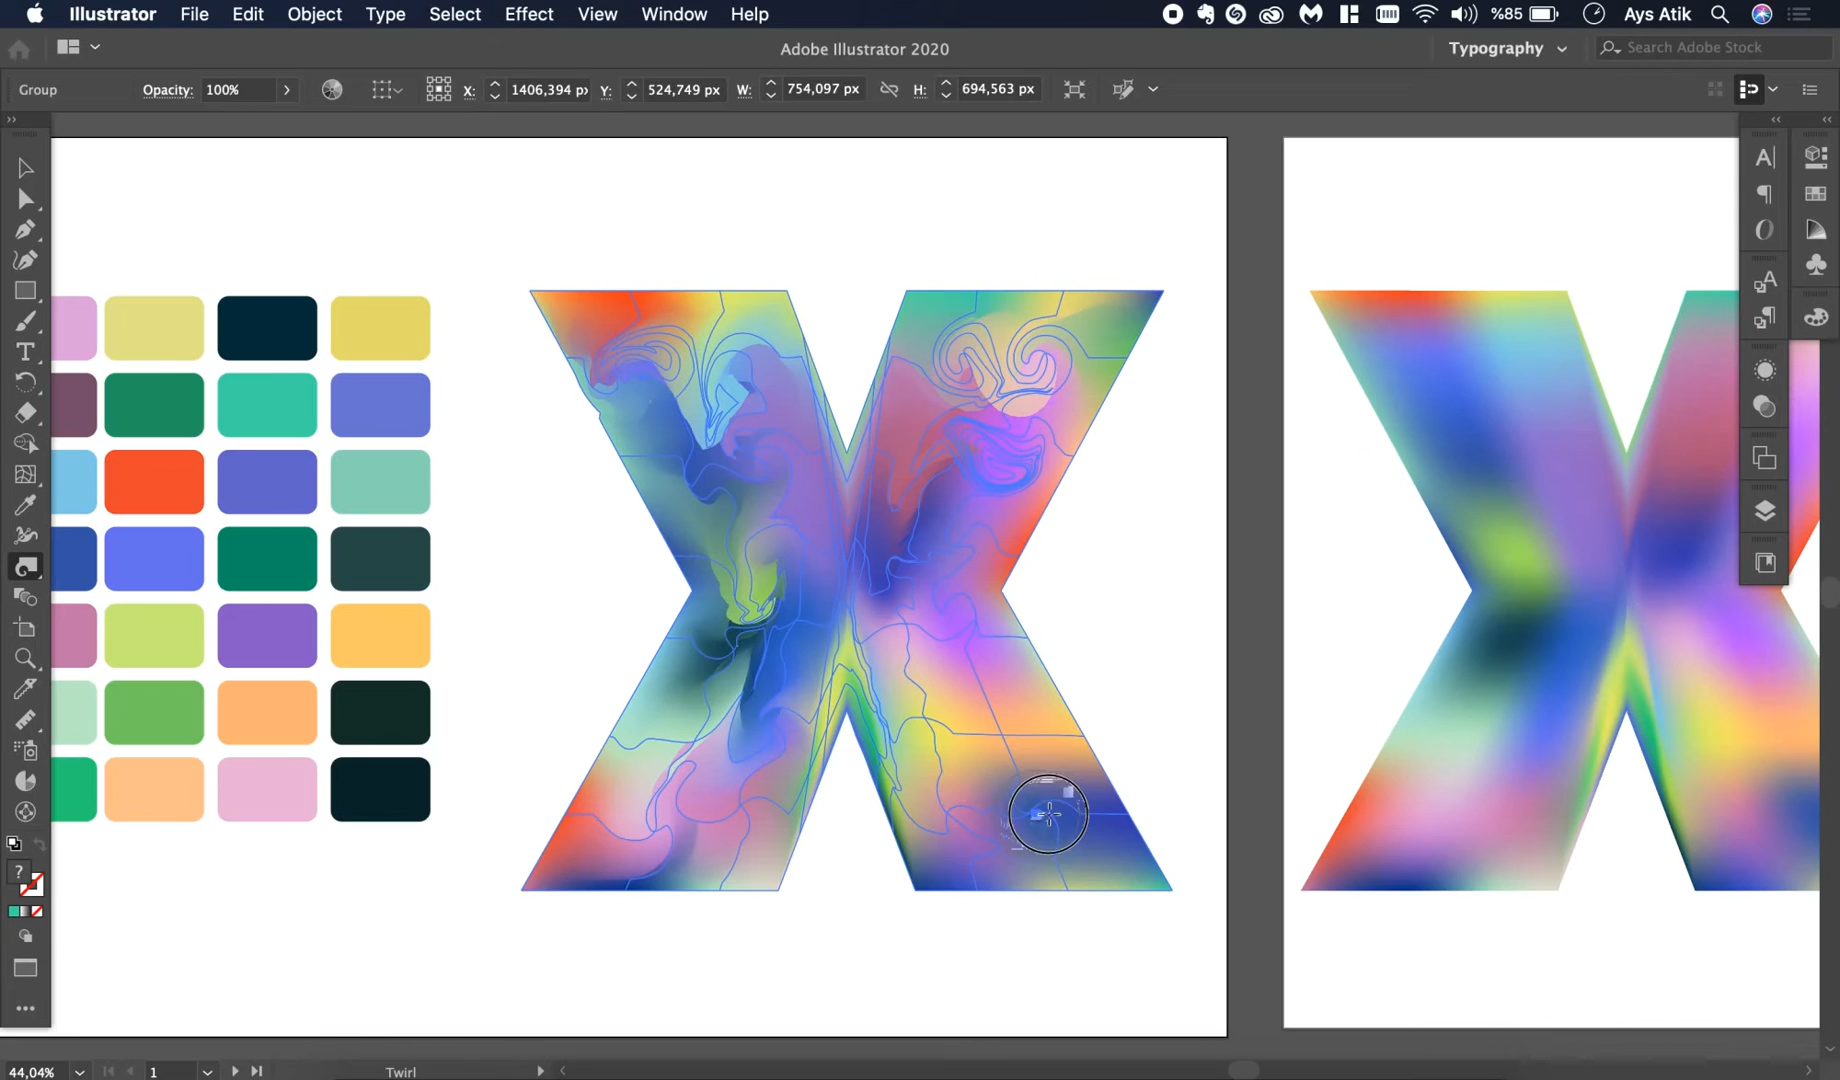 Illustrator File Edit Object Type Select Effect View Window Help %85 Ays Atik
Adobe Illustrator 2020 Typography Search Adobe Stock
Group Opacity: 100% X: 1406,394 px Y: 524,749 px W: 754,097 px H: 694,563 px
A
T
X
?
44,04% 1 Twirl